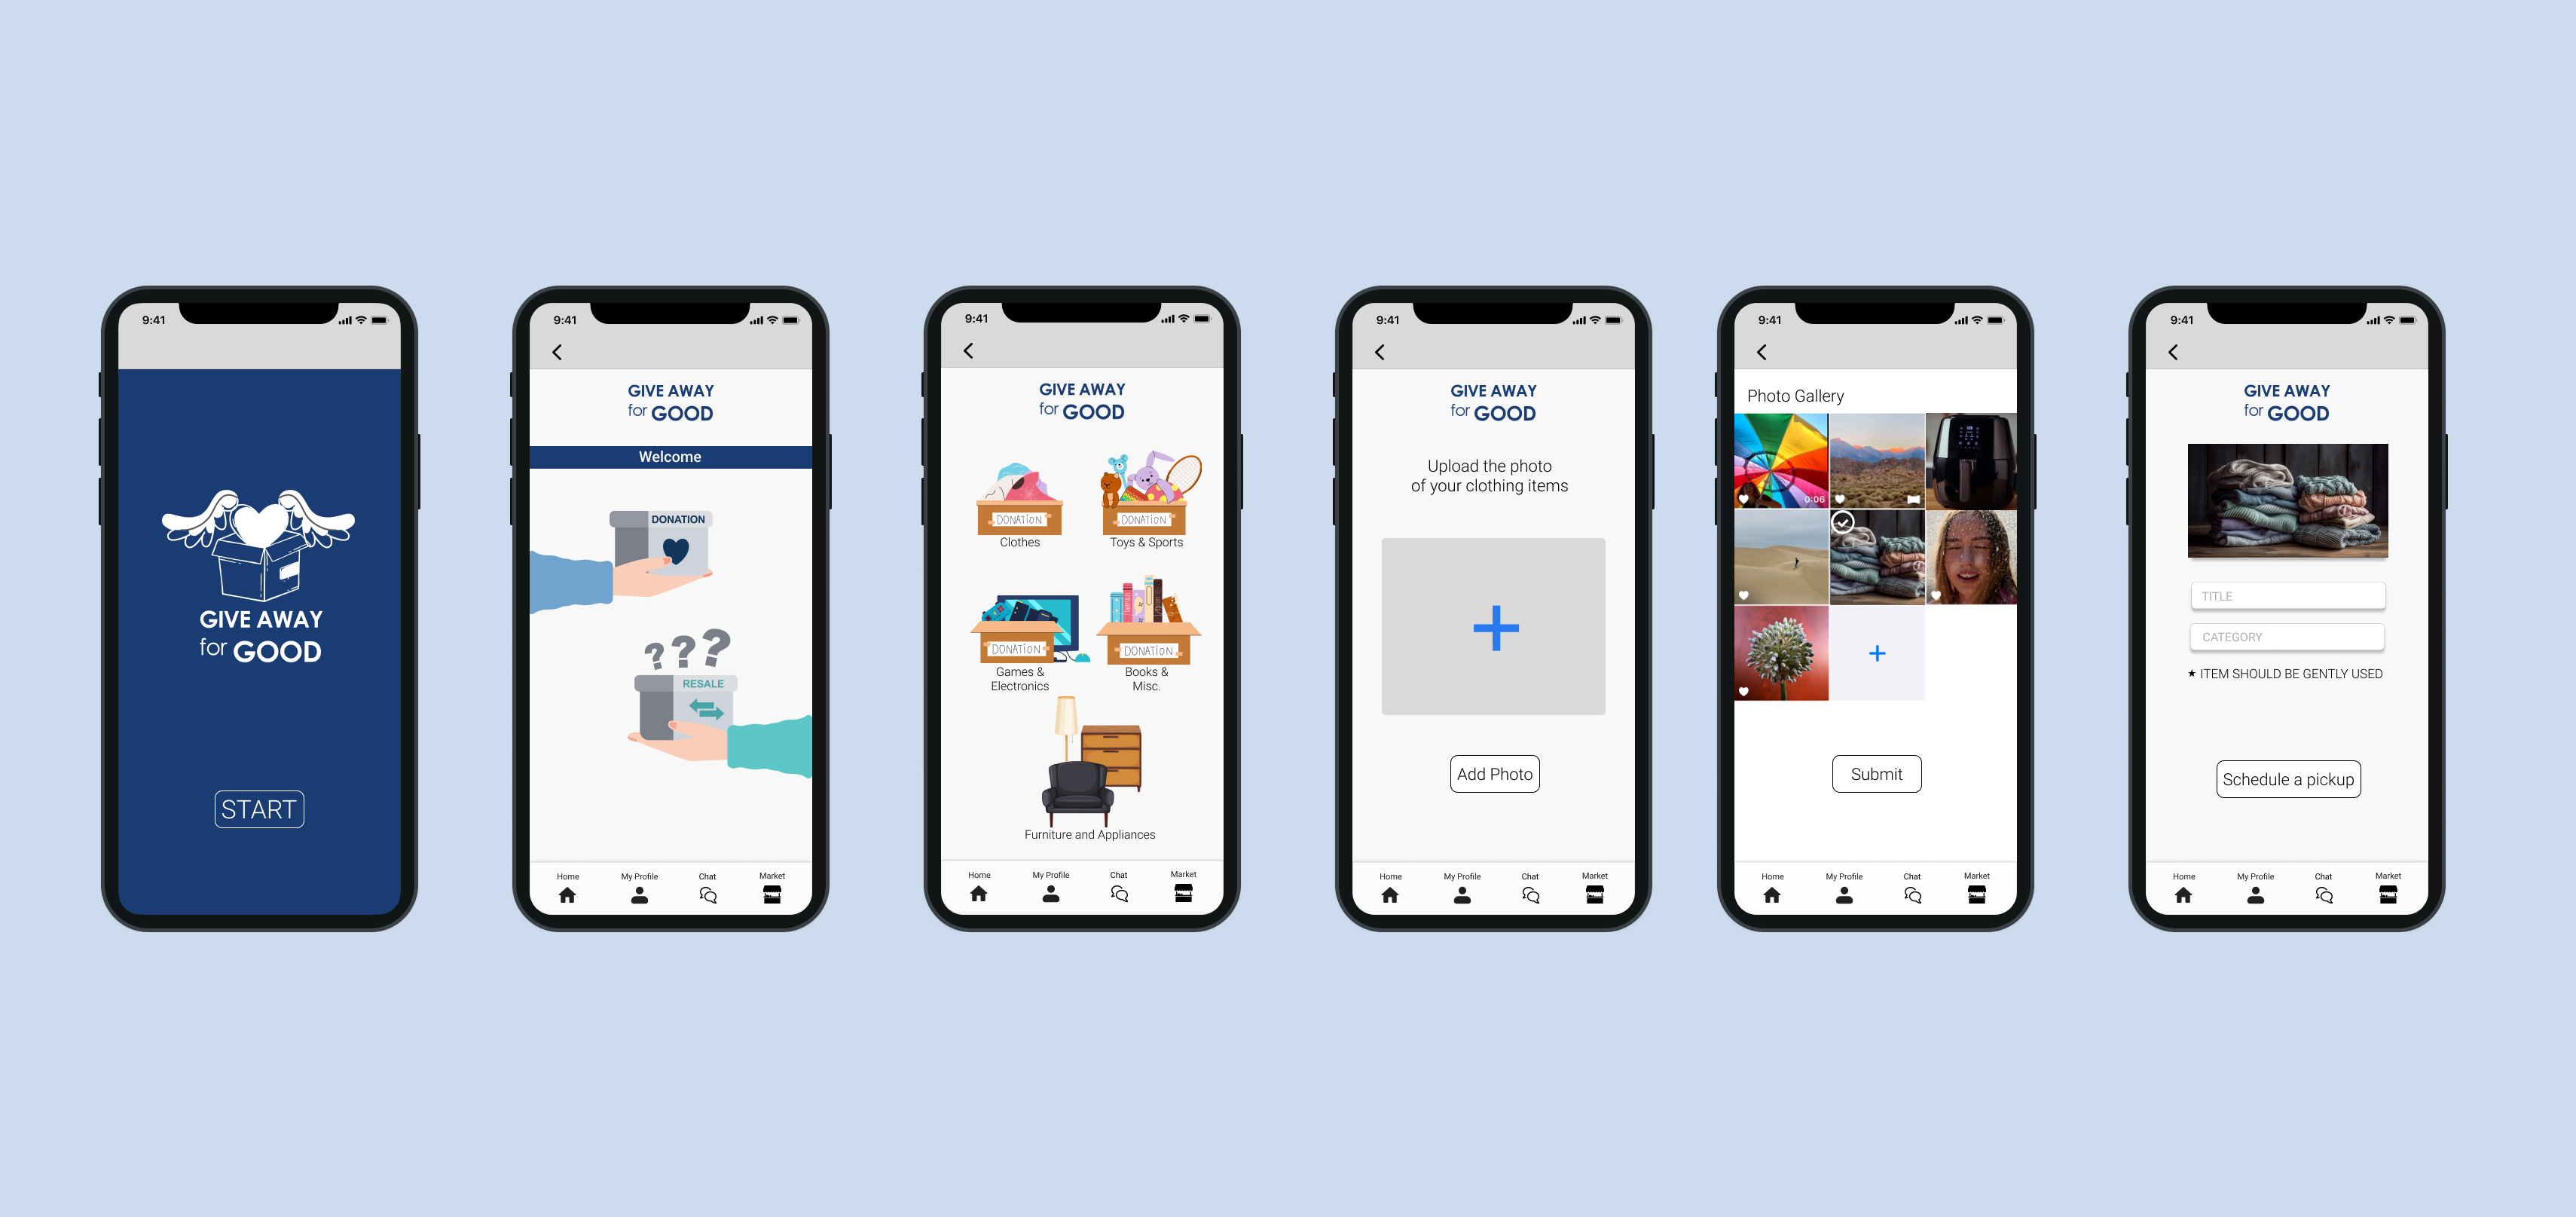 9:41
GIVE AWAY
for GOOD
START
9:41
GIVE AWAY
for GOOD
Welcome
DONATION
? ? ?
RESALE
Home My Profile Chat Market
9:41
GIVE AWAY
for GOOD
DONATiON DONATiON
Clothes Toys & Sports
DONATiON DONATiON
Games & Books &
Electronics Misc.
Furniture and Appliances
Home My Profile Chat Market
9:41
GIVE AWAY
for GOOD
Upload the photo
of your clothing items
Add Photo
Home My Profile Chat Market
9:41
Photo Gallery
0:06
Submit
Home My Profile Chat Market
9:41
GIVE AWAY
for GOOD
TITLE
CATEGORY
★ ITEM SHOULD BE GENTLY USED
Schedule a pickup
Home My Profile Chat Market